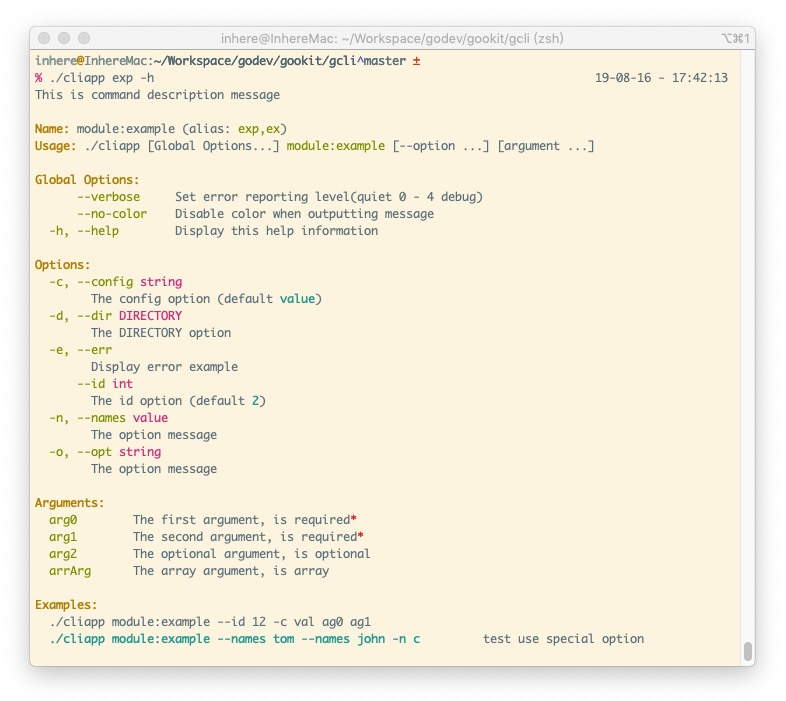 inhere@InhereMac: ~/Workspace/godev/gookit/gcli (zsh) ⌥⌘1
inhere@InhereMac:~/Workspace/godev/gookit/gcli^master ±
% ./cliapp exp -h 19-08-16 - 17:42:13
This is command description message
Name: module:example (alias: exp,ex)
Usage: ./cliapp [Global Options...] module:example [--option ...] [argument ...]
Global Options:
--verbose Set error reporting level(quiet 0 - 4 debug)
--no-color Disable color when outputting message
-h, --help Display this help information
Options:
-c, --config string
The config option (default value)
-d, --dir DIRECTORY
The DIRECTORY option
-e, --err
Display error example
--id int
The id option (default 2)
-n, --names value
The option message
-o, --opt string
The option message
Arguments:
arg0 The first argument, is required*
arg1 The second argument, is required*
arg2 The optional argument, is optional
arrArg The array argument, is array
Examples:
./cliapp module:example --id 12 -c val ag0 ag1
./cliapp module:example --names tom --names john -n c test use special option